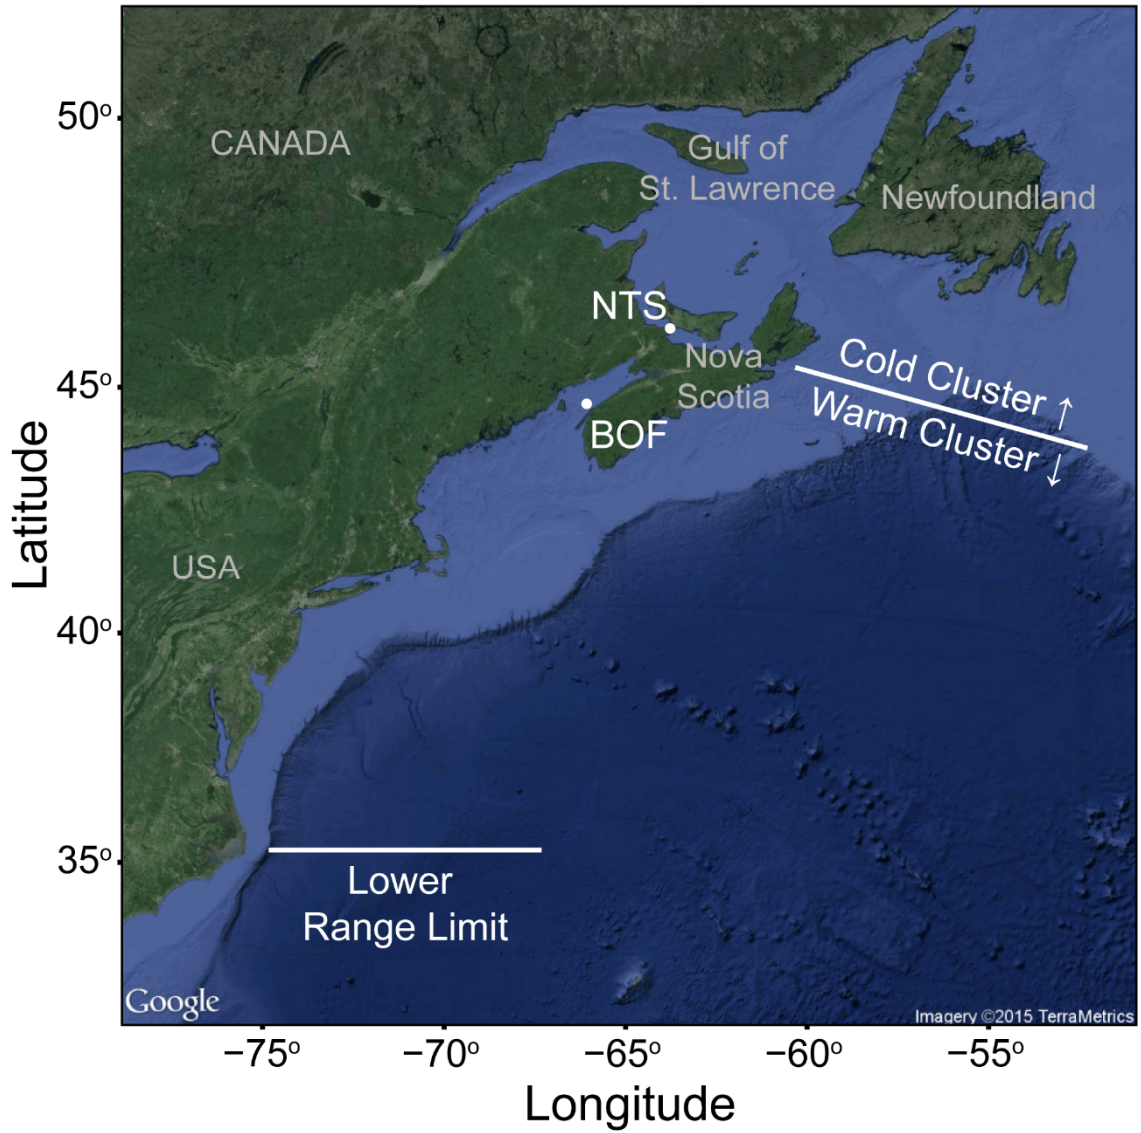 50°
CANADA
Gulf of
St. Lawrence
Newfoundland
NTS
Nova
Scotia
45°
Cold Cluster ↑
Warm Cluster ↓
BOF
Latitude
USA
40°
35°
Lower
Range Limit
Google
Imagery ©2015 TerraMetrics
−75° −70° −65° −60° −55°
Longitude